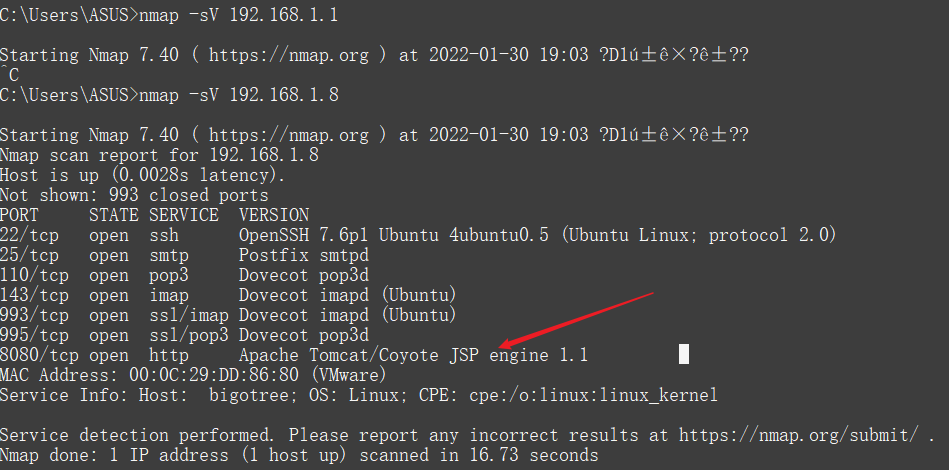 C:\Users\ASUS>nmap -sV 192.168.1.1
Starting Nmap 7.40 ( https://nmap.org ) at 2022-01-30 19:03 ?D1ú±ê×?ê±??
^C
C:\Users\ASUS>nmap -sV 192.168.1.8
Starting Nmap 7.40 ( https://nmap.org ) at 2022-01-30 19:03 ?D1ú±ê×?ê±??
Nmap scan report for 192.168.1.8
Host is up (0.0028s latency).
Not shown: 993 closed ports
PORT     STATE SERVICE  VERSION
22/tcp   open  ssh      OpenSSH 7.6p1 Ubuntu 4ubuntu0.5 (Ubuntu Linux; protocol 2.0)
25/tcp   open  smtp     Postfix smtpd
110/tcp  open  pop3     Dovecot pop3d
143/tcp  open  imap     Dovecot imapd (Ubuntu)
993/tcp  open  ssl/imap Dovecot imapd (Ubuntu)
995/tcp  open  ssl/pop3 Dovecot pop3d
8080/tcp open  http     Apache Tomcat/Coyote JSP engine 1.1
MAC Address: 00:0C:29:DD:86:80 (VMware)
Service Info: Host:  bigotree; OS: Linux; CPE: cpe:/o:linux:linux_kernel
Service detection performed. Please report any incorrect results at https://nmap.org/submit/ .
Nmap done: 1 IP address (1 host up) scanned in 16.73 seconds